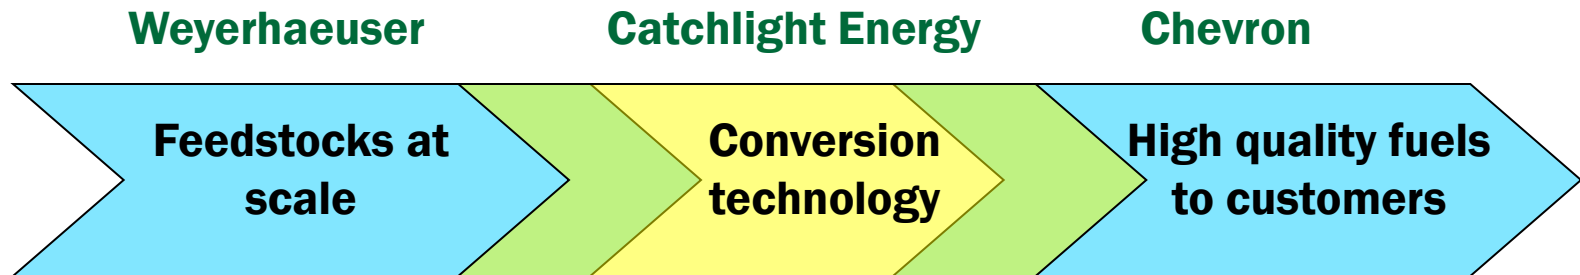 Weyerhaeuser Catchlight Energy Chevron
Feedstocks at
scale
Conversion
technology
High quality fuels
to customers